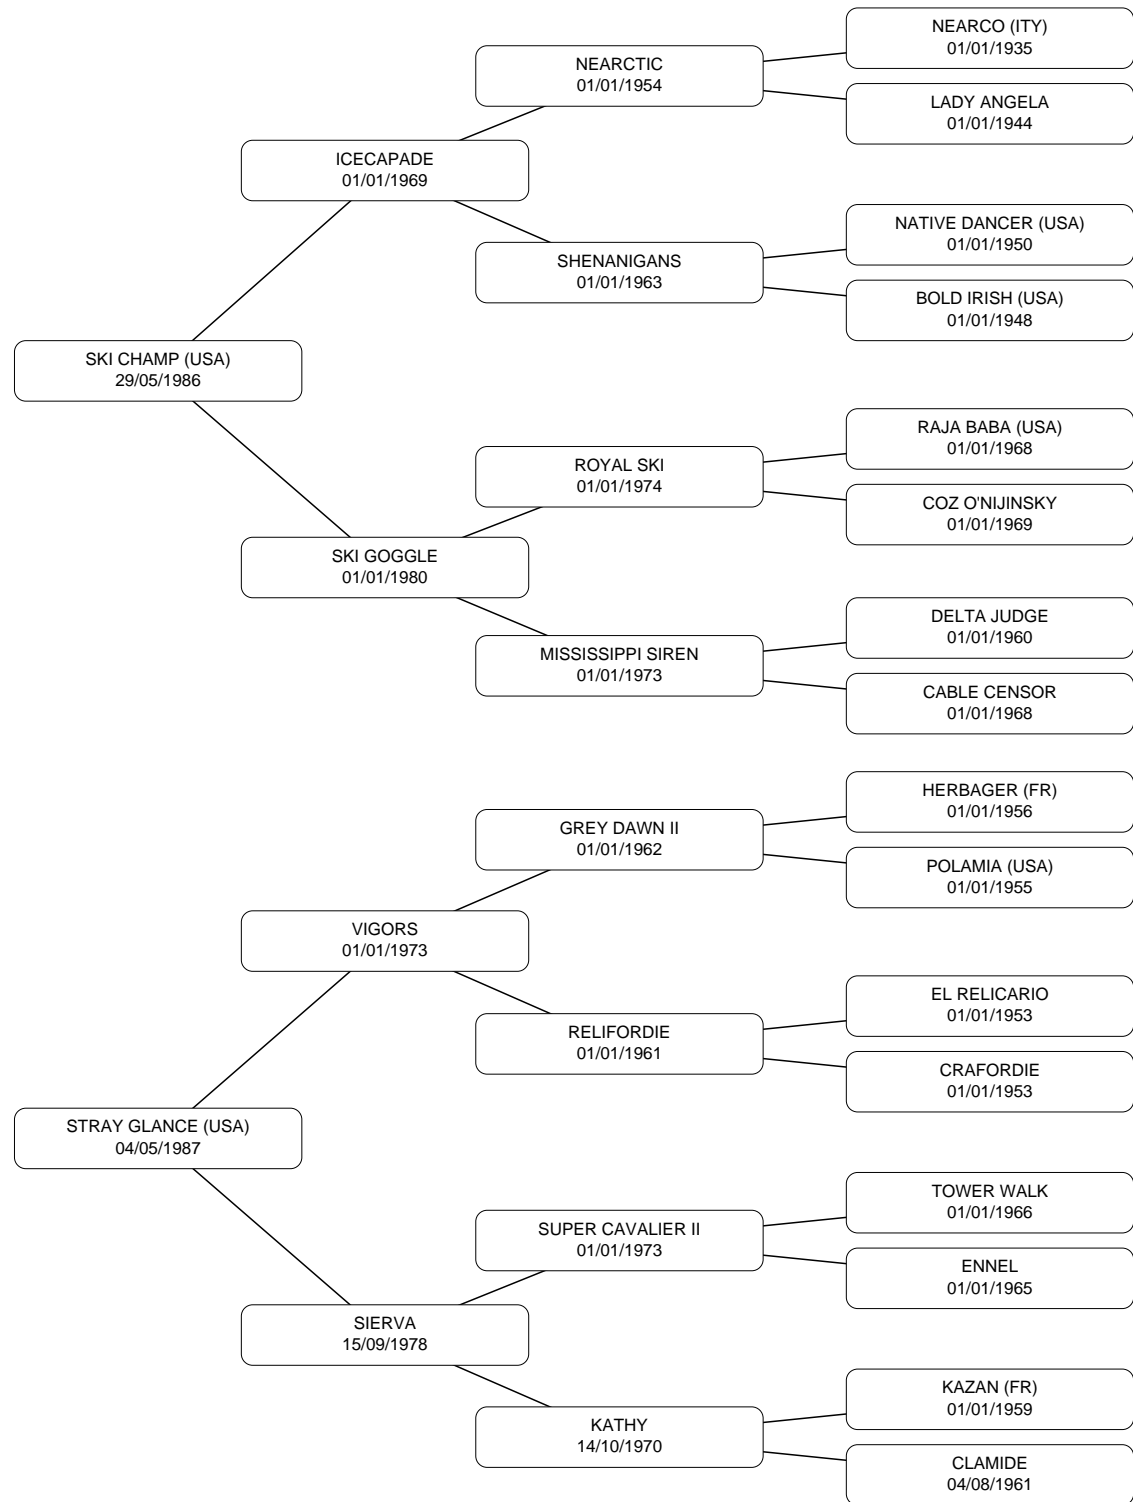 NEARCO (ITY)
01/01/1935
NEARCTIC
01/01/1954
LADY ANGELA
01/01/1944
ICECAPADE
01/01/1969
NATIVE DANCER (USA)
01/01/1950
SHENANIGANS
01/01/1963
BOLD IRISH (USA)
01/01/1948
SKI CHAMP (USA)
29/05/1986
RAJA BABA (USA)
01/01/1968
ROYAL SKI
01/01/1974
COZ O'NIJINSKY
01/01/1969
SKI GOGGLE
01/01/1980
DELTA JUDGE
01/01/1960
MISSISSIPPI SIREN
01/01/1973
CABLE CENSOR
01/01/1968
HERBAGER (FR)
01/01/1956
GREY DAWN II
01/01/1962
POLAMIA (USA)
01/01/1955
VIGORS
01/01/1973
EL RELICARIO
01/01/1953
RELIFORDIE
01/01/1961
CRAFORDIE
01/01/1953
STRAY GLANCE (USA)
04/05/1987
TOWER WALK
01/01/1966
SUPER CAVALIER II
01/01/1973
ENNEL
01/01/1965
SIERVA
15/09/1978
KAZAN (FR)
01/01/1959
KATHY
14/10/1970
CLAMIDE
04/08/1961